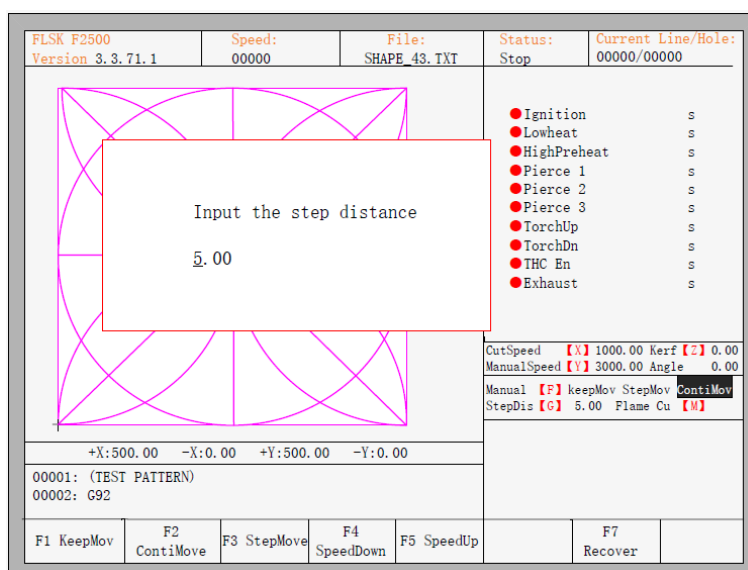 FLSK F2500
Version 3.3.71.1
Speed:
00000
File:
SHAPE_43.TXT
Status:
Stop
Current Line/Hole:
00000/00000
Input the step distance
5.00
Ignition s
Lowheat s
HighPreheat s
Pierce 1 s
Pierce 2 s
Pierce 3 s
TorchUp s
TorchDn s
THC En s
Exhaust s
CutSpeed 【X】 1000.00 Kerf 【Z】 0.00
ManualSpeed 【Y】 3000.00 Angle 0.00
Manual 【F】 keepMov StepMov ContiMov
StepDis 【G】 5.00 Flame Cu 【M】
+X:500.00 -X:0.00 +Y:500.00 -Y:0.00
00001: (TEST PATTERN)
00002: G92
F1 KeepMov
F2
ContiMove
F3 StepMove
F4
SpeedDown
F5 SpeedUp
F7
Recover